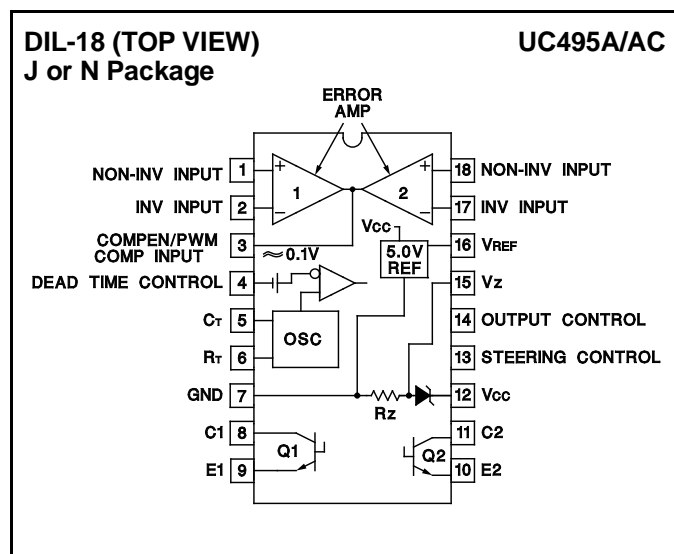 DIL-18 (TOP VIEW) UC495A/AC
J or N Package
ERROR
AMP
NON-INV INPUT 1 + 1 2 + 18 NON-INV INPUT
INV INPUT 2 − − 17 INV INPUT
COMPEN/PWM
COMP INPUT 3 ≈0.1V Vcc 5.0V REF 16 VREF
DEAD TIME CONTROL 4 15 Vz
CT 5 OSC 14 OUTPUT CONTROL
RT 6 13 STEERING CONTROL
GND 7 Rz 12 Vcc
C1 8 Q1 Q2 11 C2
E1 9 10 E2